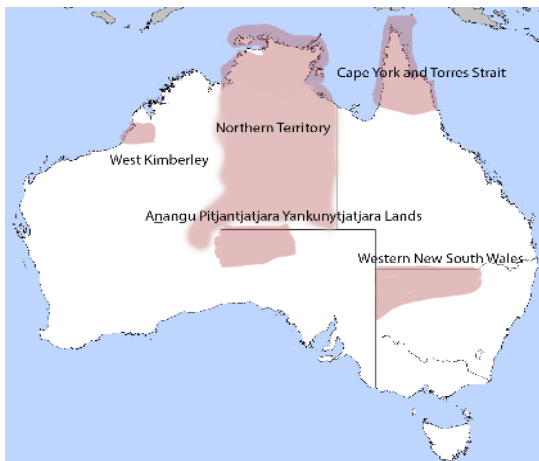 Cape York and Torres Strait
Northern Territory
West Kimberley
Anangu Pitjantjatjara Yankunytjatjara Lands
Western New South Wales